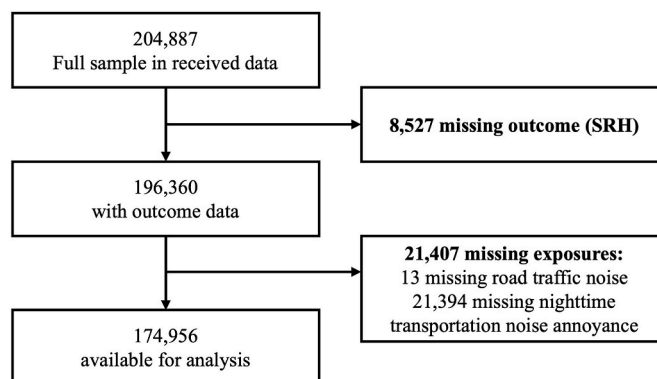 204,887
Full sample in received data
8,527 missing outcome (SRH)
196,360
with outcome data
21,407 missing exposures:
13 missing road traffic noise
21,394 missing nighttime
transportation noise annoyance
174,956
available for analysis